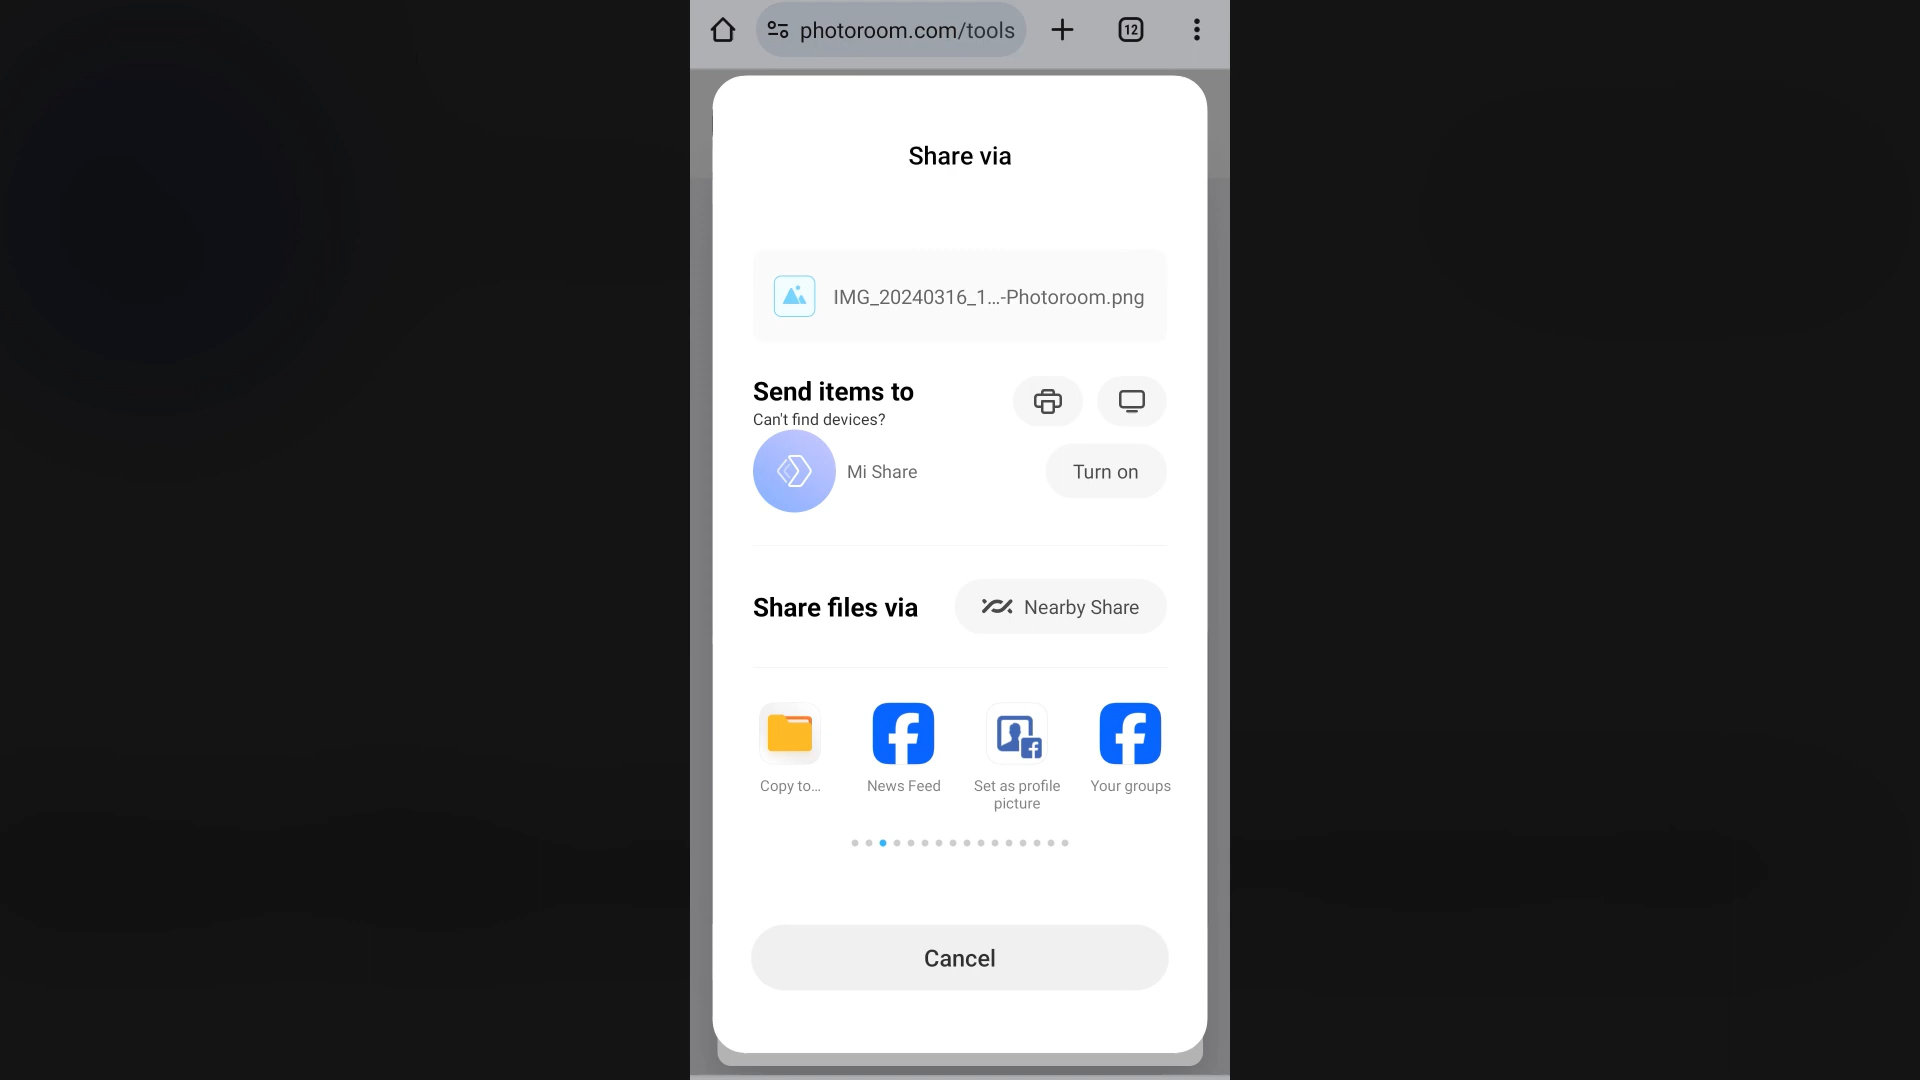 photoroom.com/tools
12
Share via
IMG_20240316_1...-Photoroom.png
Send items to
Can't find devices?
Mi Share
Turn on
Share files via
Nearby Share
Copy to...
News Feed
Set as profile
picture
Your groups
Cancel